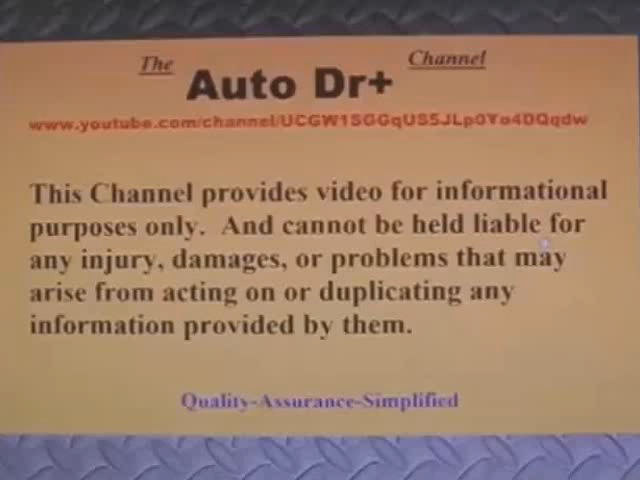 The Auto Dr+ Channel
www.youtube.com/channel/UCGW1SGGqUS5JLp0Yo4DQqdw
This Channel provides video for informational
purposes only. And cannot be held liable for
any injury, damages, or problems that may
arise from acting on or duplicating any
information provided by them.
Quality-Assurance-Simplified